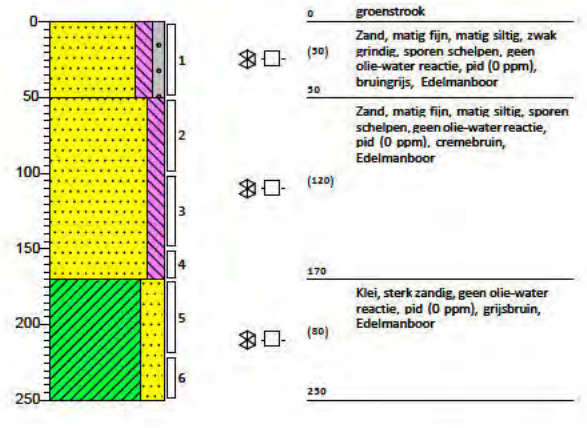 0
50
100
150
200
250
1
2
3
4
5
6
0 groenstrook
(50) Zand, matig fijn, matig siltig, zwak
grindig, sporen schelpen, geen
olie-water reactie, pid (0 ppm),
bruingrijs, Edelmanboor
50
Zand, matig fijn, matig siltig, sporen
schelpen, geen olie-water reactie,
pid (0 ppm), cremebruin,
Edelmanboor
(120)
170
Klei, sterk zandig, geen olie-water
reactie, pid (0 ppm), grijsbruin,
Edelmanboor
(80)
250